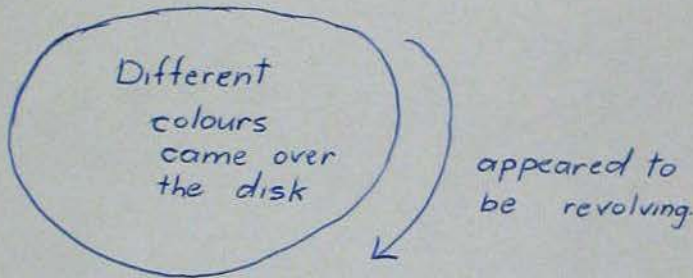 Different
colours
came over
the disk
appeared to
be revolving.